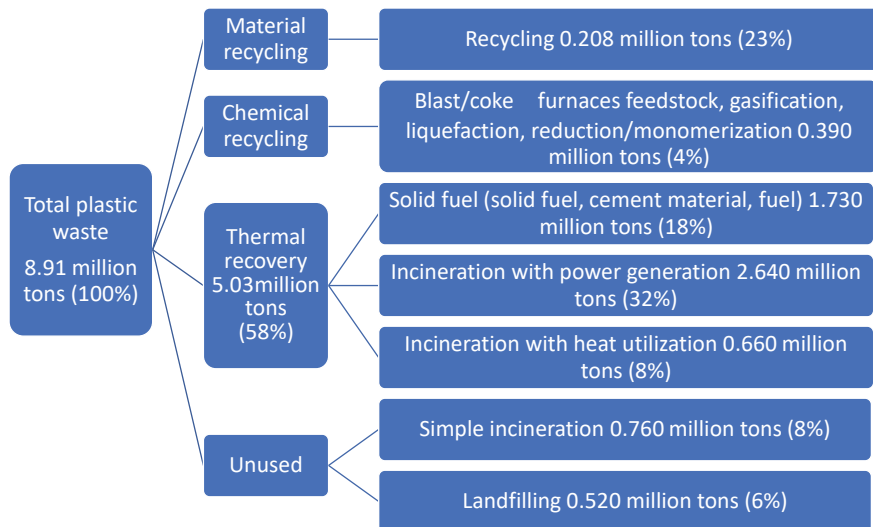 Total plastic
waste
8.91 million
tons (100%)
Material
recycling
Recycling 0.208 million tons (23%)
Chemical
recycling
Blast/coke furnaces feedstock, gasification,
liquefaction, reduction/monomerization 0.390
million tons (4%)
Thermal
recovery
5.03million
tons
(58%)
Solid fuel (solid fuel, cement material, fuel) 1.730
million tons (18%)
Incineration with power generation 2.640 million
tons (32%)
Incineration with heat utilization 0.660 million
tons (8%)
Unused
Simple incineration 0.760 million tons (8%)
Landfilling 0.520 million tons (6%)